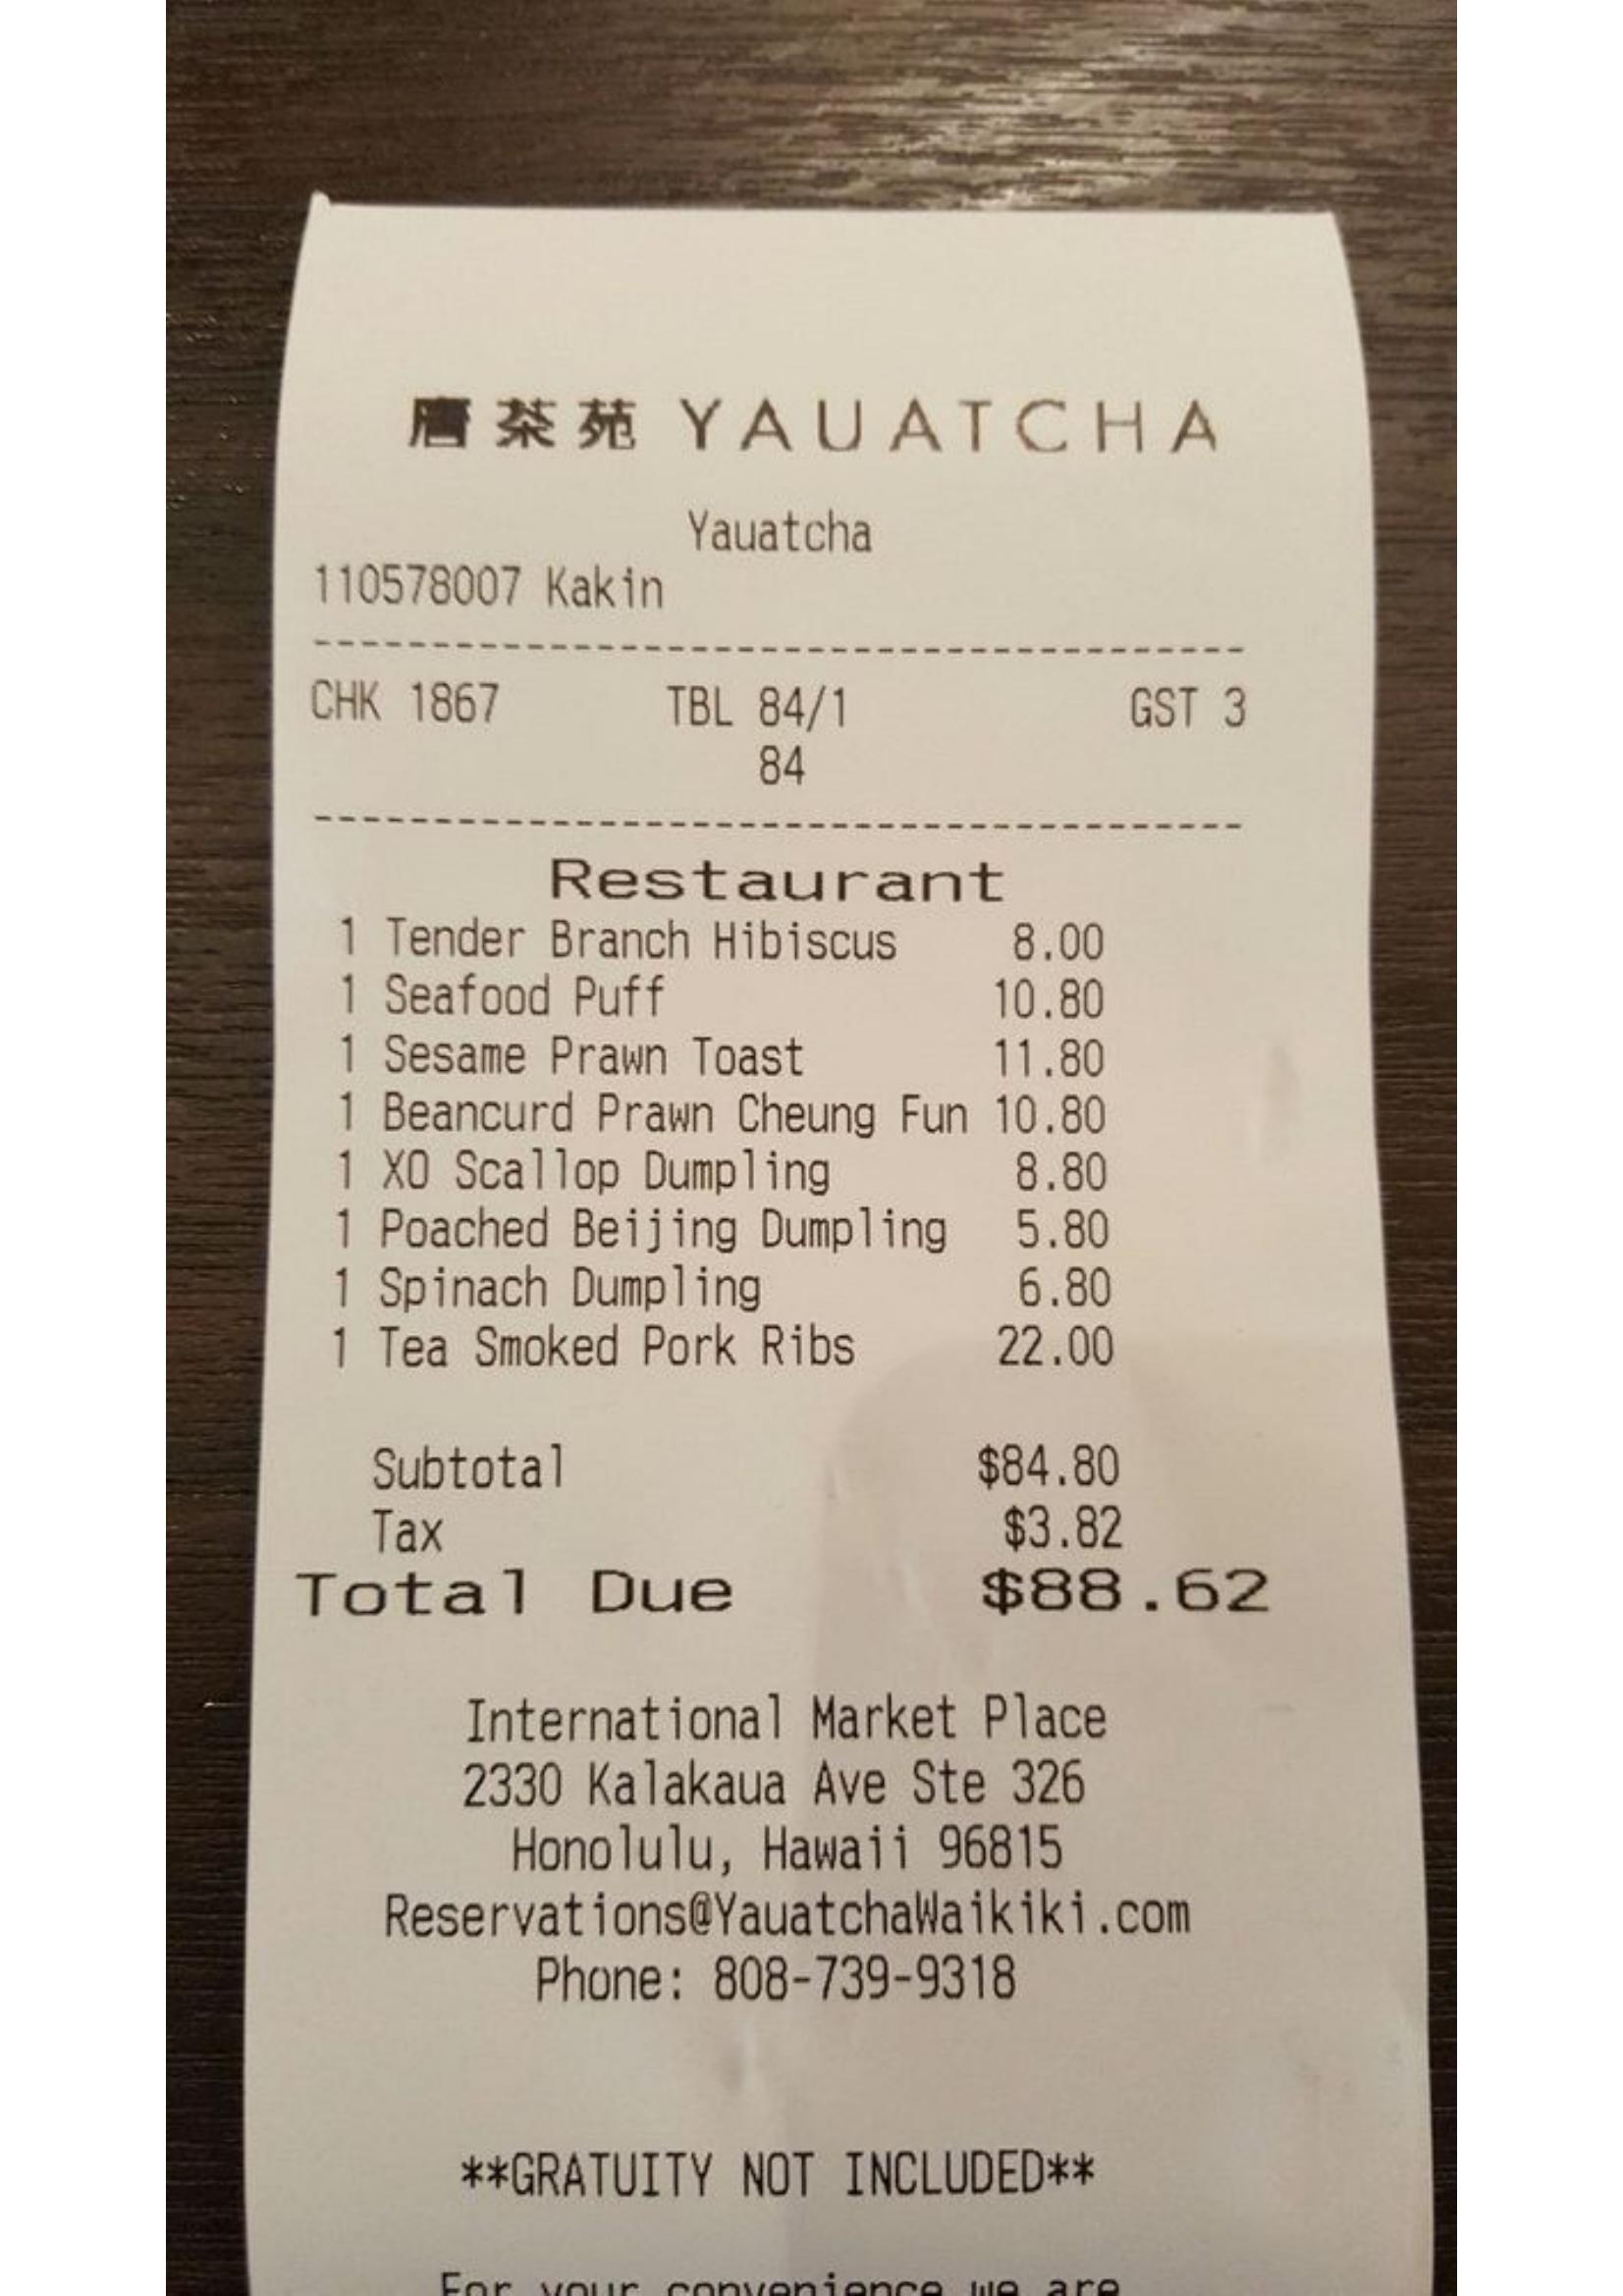 唐茶苑 YAUATCHA
Yauatcha
110578007 Kakin
CHK 1867 TBL 84/1 GST 3
84
Restaurant
1 Tender Branch Hibiscus 8.00
1 Seafood Puff 10.80
1 Sesame Prawn Toast 11.80
1 Beancurd Prawn Cheung Fun 10.80
1 XO Scallop Dumpling 8.80
1 Poached Beijing Dumpling 5.80
1 Spinach Dumpling 6.80
1 Tea Smoked Pork Ribs 22.00
Subtotal $84.80
Tax $3.82
Total Due $88.62
International Market Place
2330 Kalakaua Ave Ste 326
Honolulu, Hawaii 96815
Reservations@YauatchaWaikiki.com
Phone: 808-739-9318
**GRATUITY NOT INCLUDED**
For your convenience we are